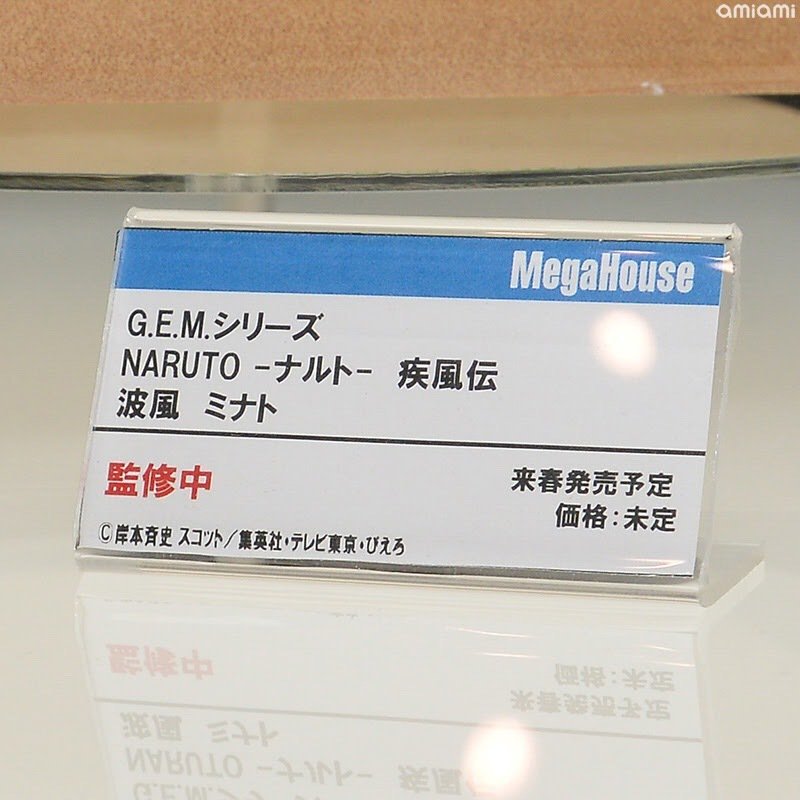 amiami
MegaHouse
G.E.M.シリーズ
NARUTO -ナルト- 疾風伝
波風 ミナト
監修中
来春発売予定
価格:未定
©岸本斉史 スコット/集英社・テレビ東京・ぴえろ